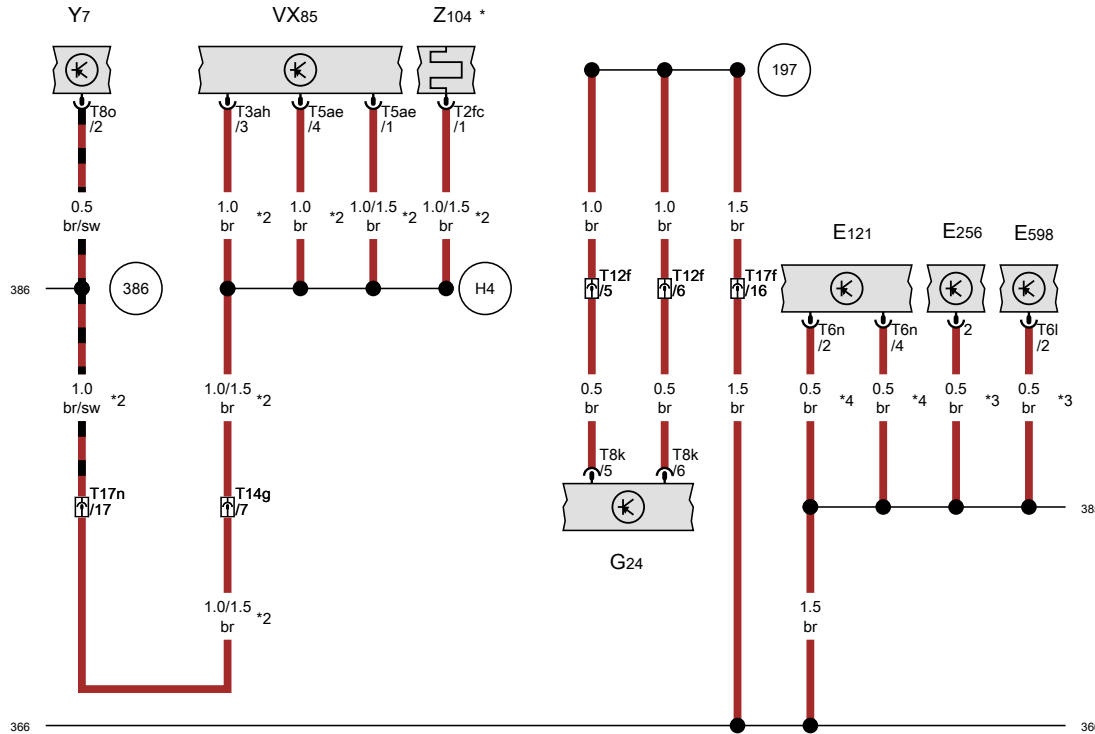 Y7
VX85
Z104 *
197
T8o
/2
T3ah
/3
T5ae
/4
T5ae
/1
T2fc
/1
0.5
br/sw
1.0
br
*2
1.0
br
*2
1.0/1.5
br
*2
1.0/1.5
br
*2
1.0
br
1.0
br
1.5
br
E121
E256
E598
386
386
H4
T12f
/5
T12f
/6
T17f
/16
T6n
/2
T6n
/4
2
T6l
/2
1.0
br/sw
*2
1.0/1.5
br
*2
0.5
br
0.5
br
1.5
br
0.5
br
*4
0.5
br
*4
0.5
br
*3
0.5
br
*3
T8k
/5
T8k
/6
T17n
/17
T14g
/7
G24
1.0/1.5
br
*2
1.5
br
366